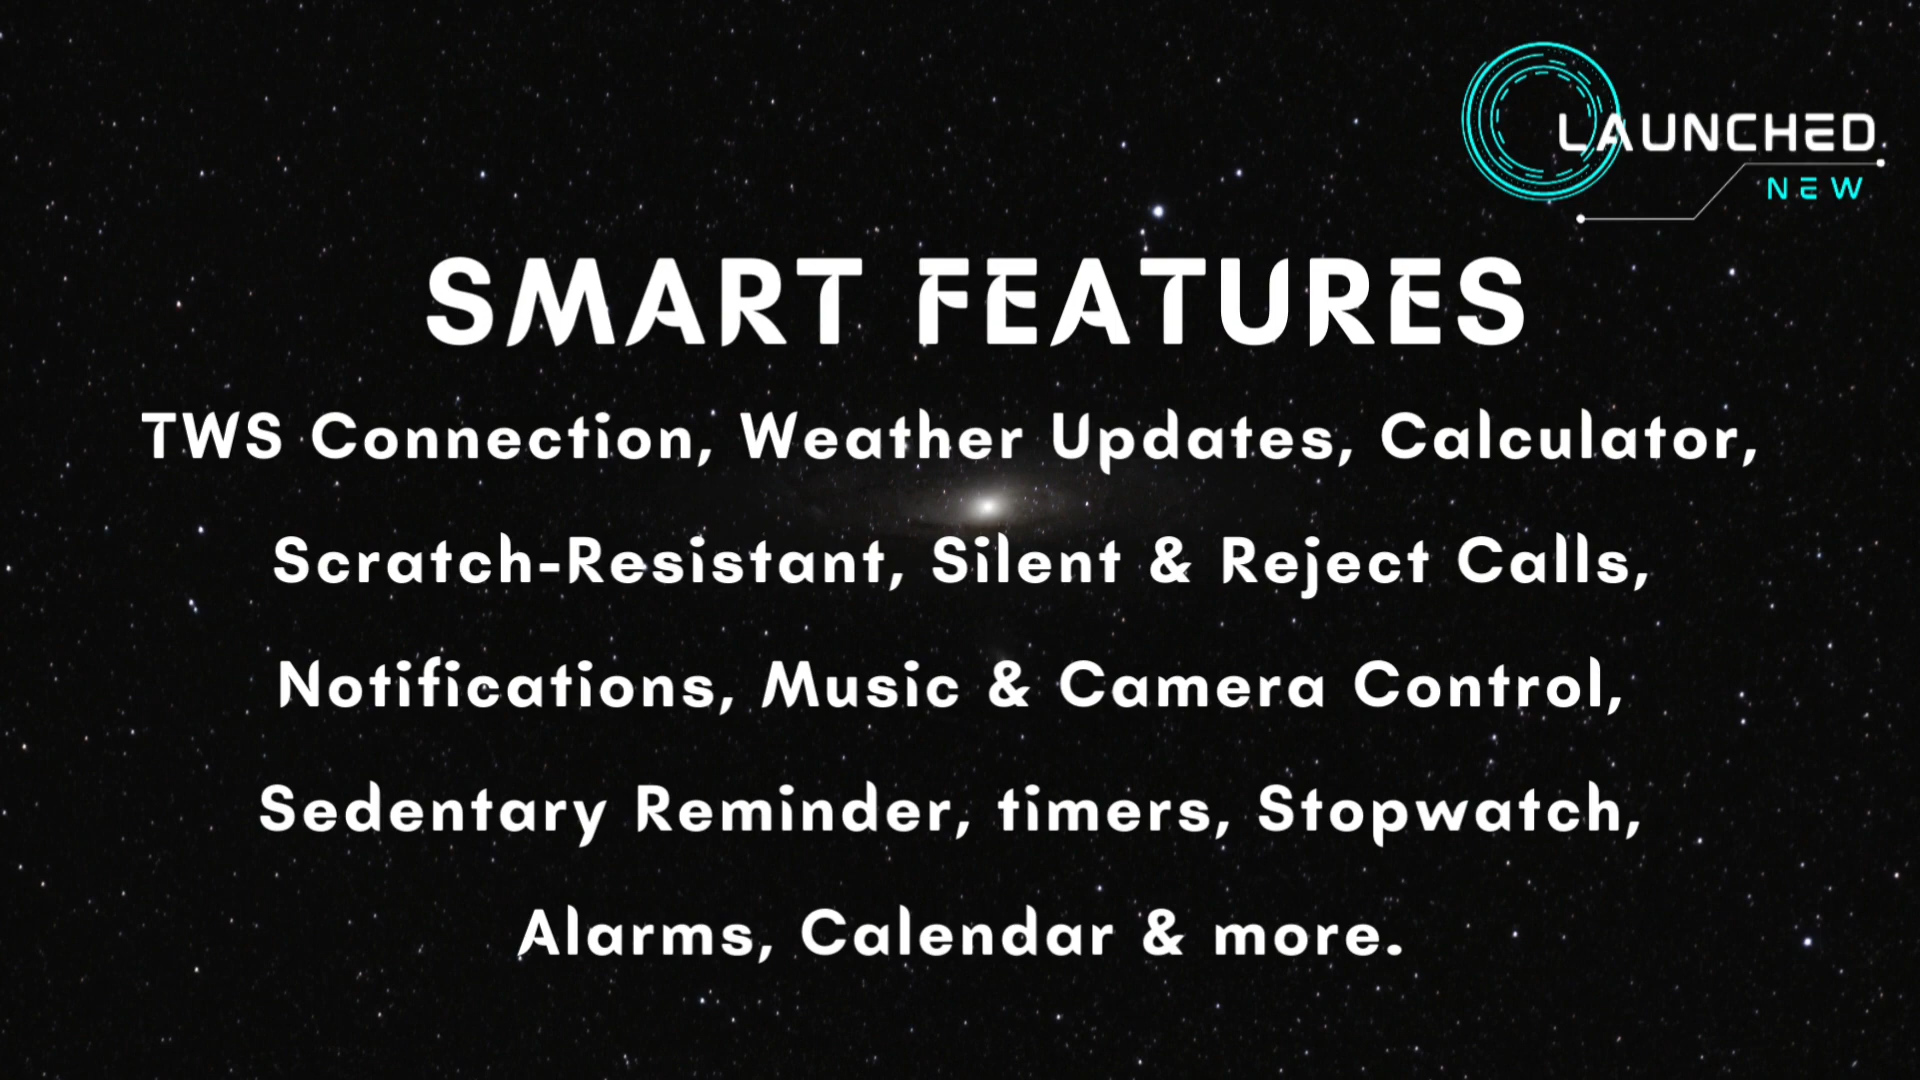 LAUNCHED
NEW
SMART FEATURES
TWS Connection, Weather Updates, Calculator,
Scratch-Resistant, Silent & Reject Calls,
Notifications, Music & Camera Control,
Sedentary Reminder, timers, Stopwatch,
Alarms, Calendar & more.